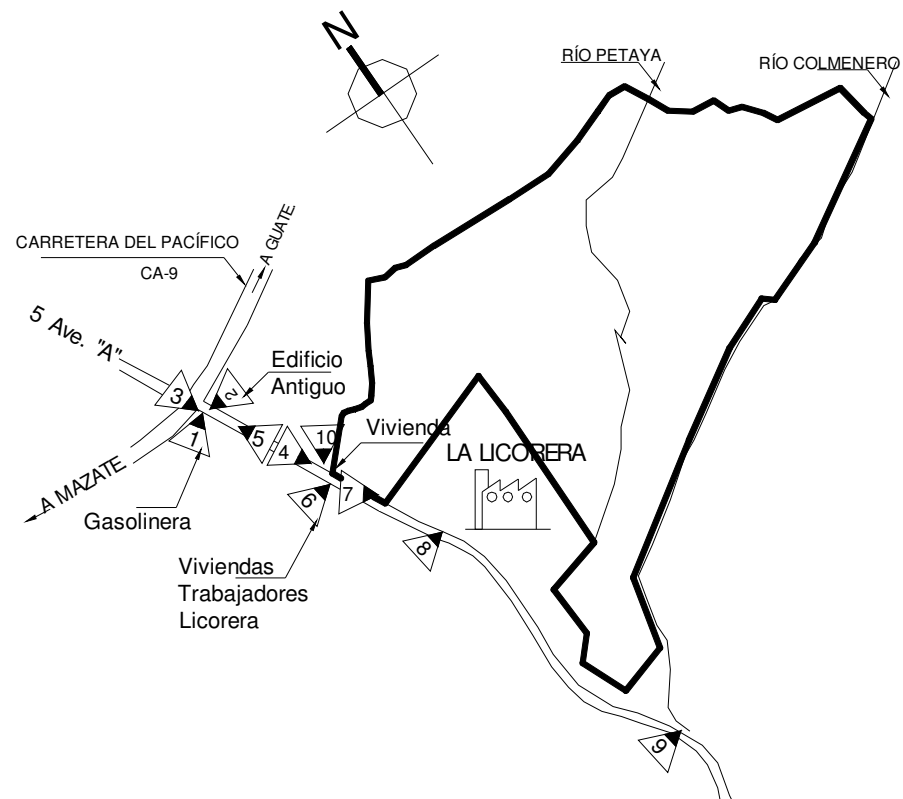 N
RÍO PETAYA
RÍO COLMENERO
CARRETERA DEL PACÍFICO
CA-9
A GUATE.
5 Ave. "A"
Edificio
Antiguo
3
2
1
5
4
10
Vivienda
LA LICORERA
A MAZATE
6
7
8
Gasolinera
Viviendas
Trabajadores
Licorera
9